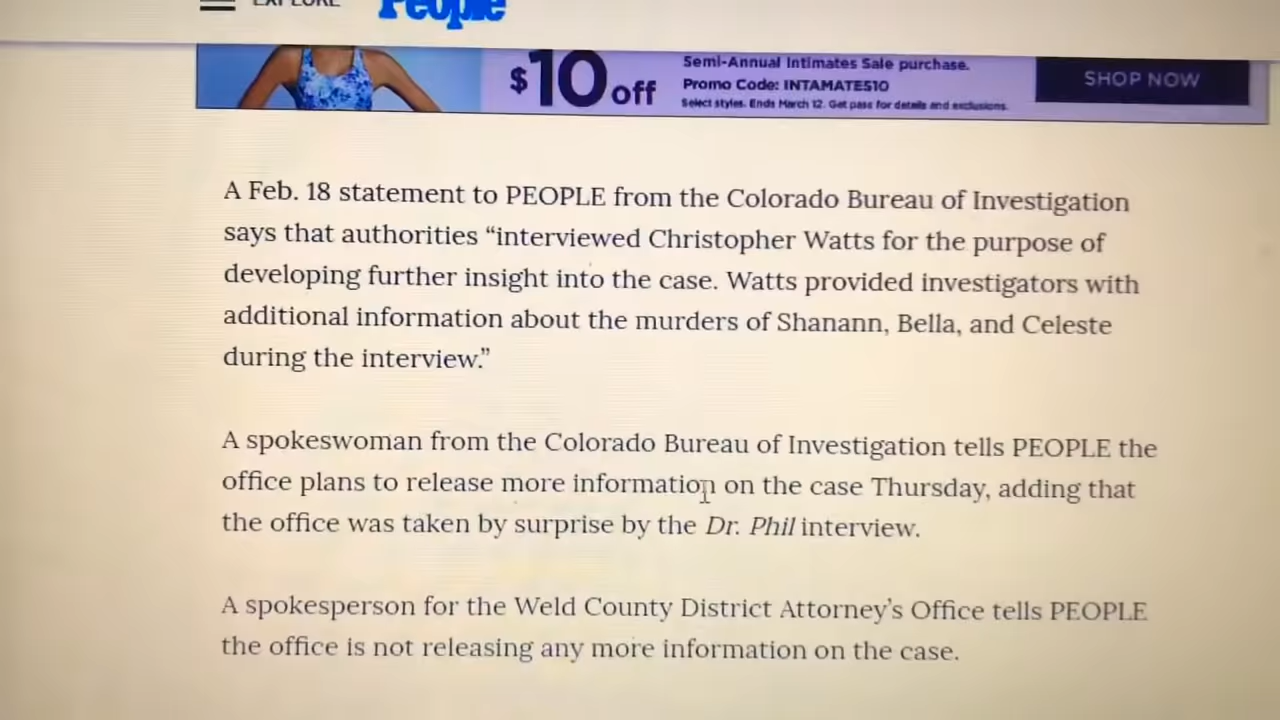 EXPLORE
People
$10 off
Semi-Annual Intimates Sale purchase.
Promo Code: INTAMATE510
Select styles. Ends March 12. Get pass for details and exclusions.
SHOP NOW
A Feb. 18 statement to PEOPLE from the Colorado Bureau of Investigation
says that authorities “interviewed Christopher Watts for the purpose of
developing further insight into the case. Watts provided investigators with
additional information about the murders of Shanann, Bella, and Celeste
during the interview.”
A spokeswoman from the Colorado Bureau of Investigation tells PEOPLE the
office plans to release more information on the case Thursday, adding that
the office was taken by surprise by the Dr. Phil interview.
A spokesperson for the Weld County District Attorney’s Office tells PEOPLE
the office is not releasing any more information on the case.